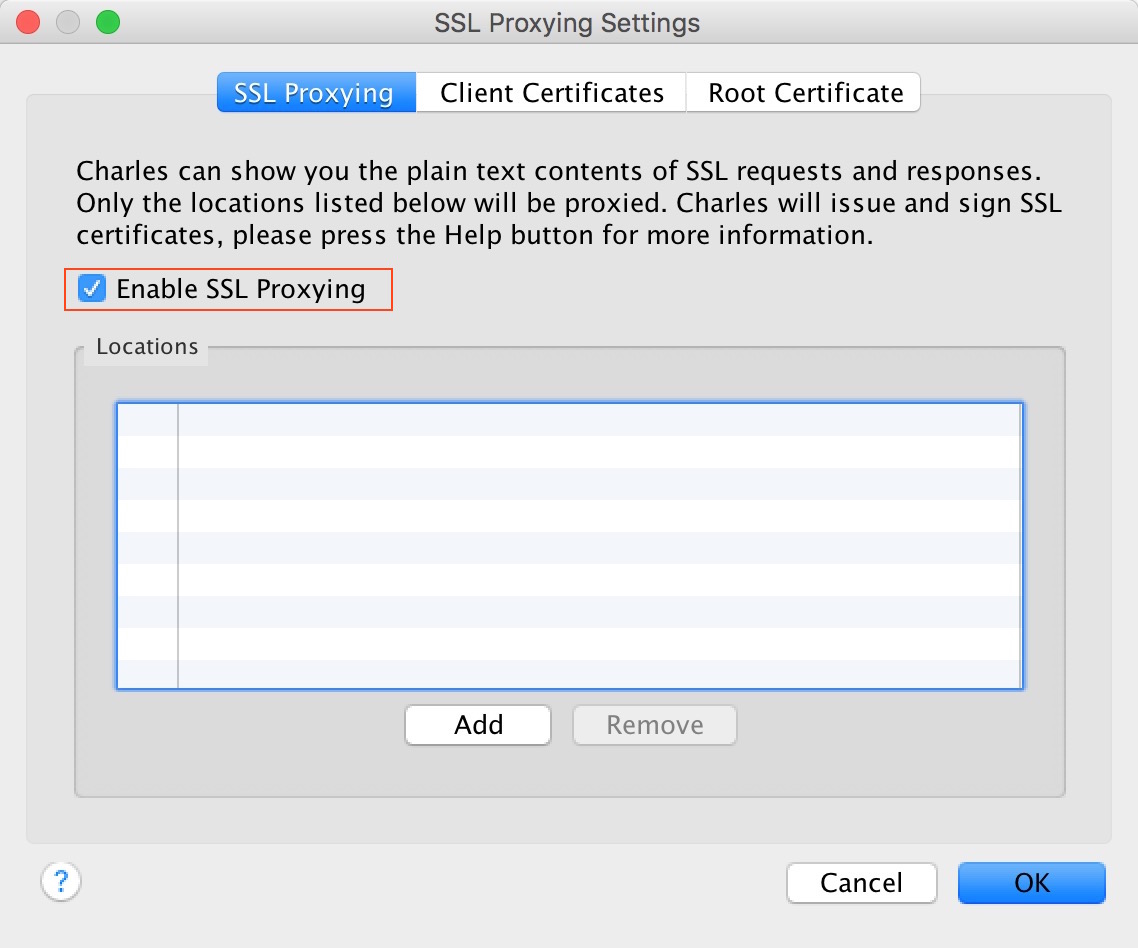 SSL Proxying Settings
SSL Proxying Client Certificates Root Certificate
Charles can show you the plain text contents of SSL requests and responses.
Only the locations listed below will be proxied. Charles will issue and sign SSL
certificates, please press the Help button for more information.
Enable SSL Proxying
Locations
Add Remove
? Cancel OK